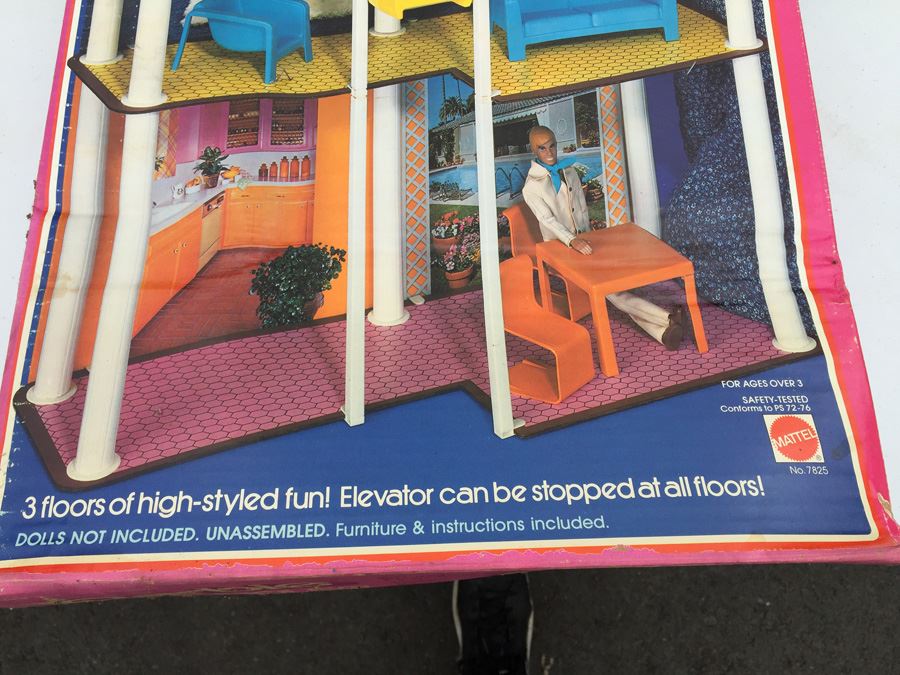 FOR AGES OVER 3
SAFETY-TESTED
Conforms to PS 72-76
MATTEL
®
No. 7825
3 floors of high-styled fun! Elevator can be stopped at all floors!
DOLLS NOT INCLUDED. UNASSEMBLED. Furniture & instructions included.